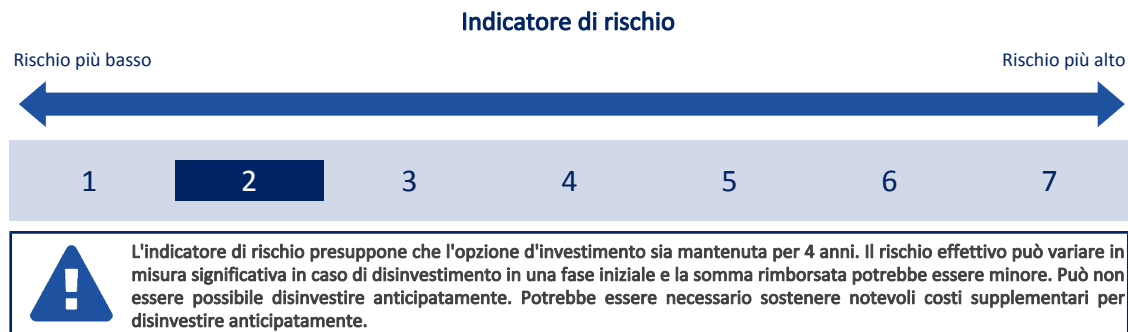 Indicatore di rischio
Rischio più basso
Rischio più alto
1 2 3 4 5 6 7
L'indicatore di rischio presuppone che l'opzione d'investimento sia mantenuta per 4 anni. Il rischio effettivo può variare in
misura significativa in caso di disinvestimento in una fase iniziale e la somma rimborsata potrebbe essere minore. Può non
essere possibile disinvestire anticipatamente. Potrebbe essere necessario sostenere notevoli costi supplementari per
disinvestire anticipatamente.